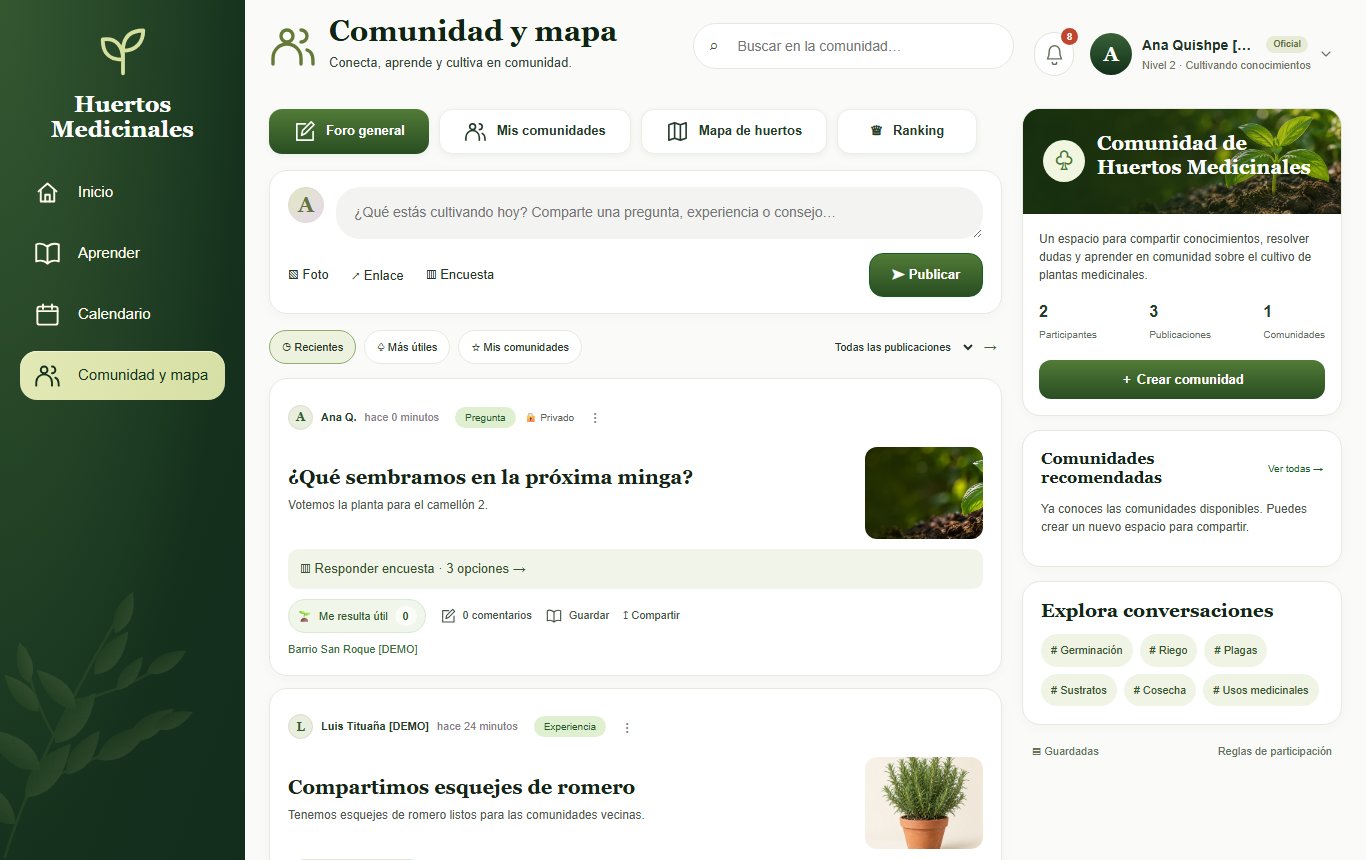 Huertos
Medicinales
Inicio
Aprender
Calendario
Comunidad y mapa
Comunidad y mapa
Conecta, aprende y cultiva en comunidad.
Buscar en la comunidad…
8
A
Ana Quishpe [...
Oficial
Nivel 2 · Cultivando conocimientos
Foro general
Mis comunidades
Mapa de huertos
Ranking
A
¿Qué estás cultivando hoy? Comparte una pregunta, experiencia o consejo…
Foto
Enlace
Encuesta
Publicar
Recientes
Más útiles
Mis comunidades
Todas las publicaciones
A
Ana Q. hace 0 minutos
Pregunta
Privado
¿Qué sembramos en la próxima minga?
Votemos la planta para el camellón 2.
Responder encuesta · 3 opciones →
Me resulta útil 0
0 comentarios
Guardar
Compartir
Barrio San Roque [DEMO]
L
Luis Tituaña [DEMO] hace 24 minutos
Experiencia
Compartimos esquejes de romero
Tenemos esquejes de romero listos para las comunidades vecinas.
Comunidad de
Huertos Medicinales
Un espacio para compartir conocimientos, resolver
dudas y aprender en comunidad sobre el cultivo de
plantas medicinales.
2
Participantes
3
Publicaciones
1
Comunidades
+ Crear comunidad
Comunidades
recomendadas
Ver todas →
Ya conoces las comunidades disponibles. Puedes
crear un nuevo espacio para compartir.
Explora conversaciones
# Germinación
# Riego
# Plagas
# Sustratos
# Cosecha
# Usos medicinales
Guardadas
Reglas de participación